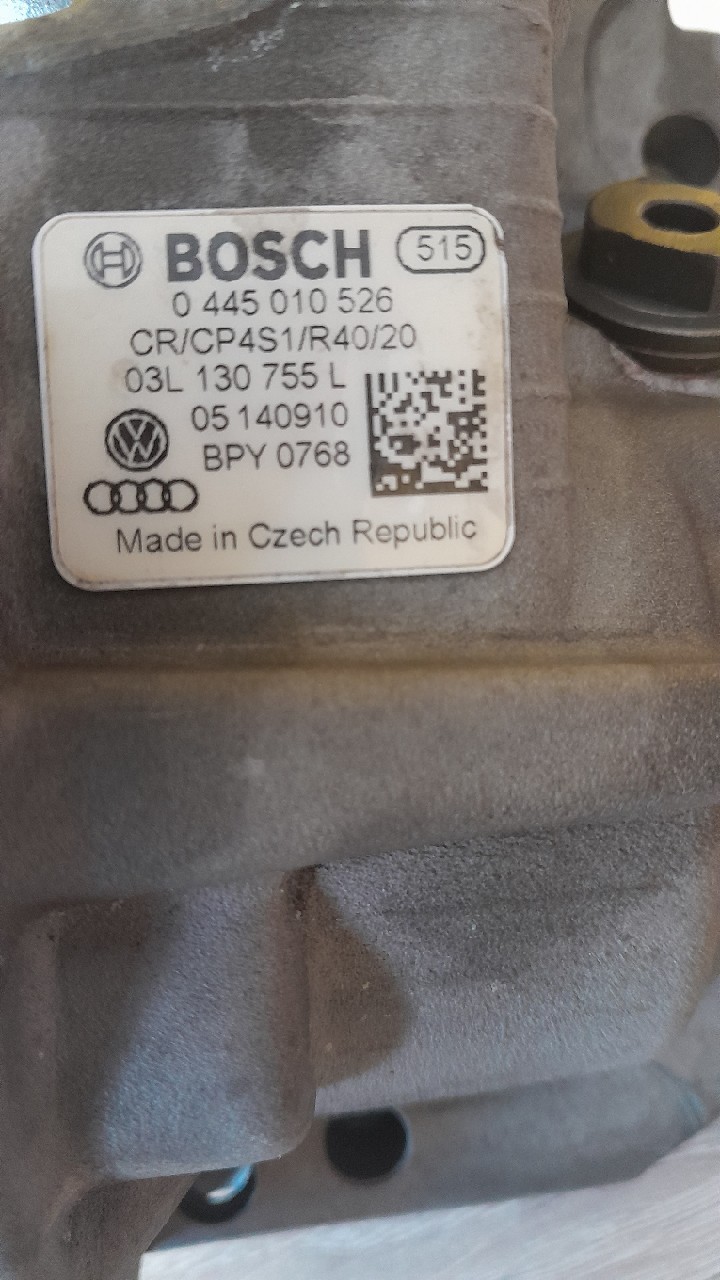 BOSCH 515
0 445 010 526
CR/CP4S1/R40/20
03L 130 755 L
05 140910
BPY 0768
Made in Czech Republic